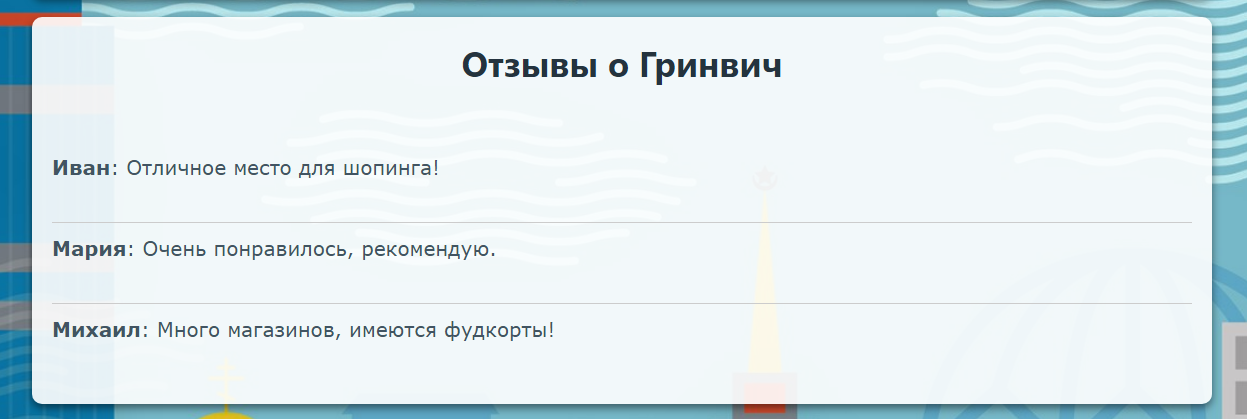 Отзывы о Гринвич
Иван: Отличное место для шопинга!
Мария: Очень понравилось, рекомендую.
Михаил: Много магазинов, имеются фудкорты!